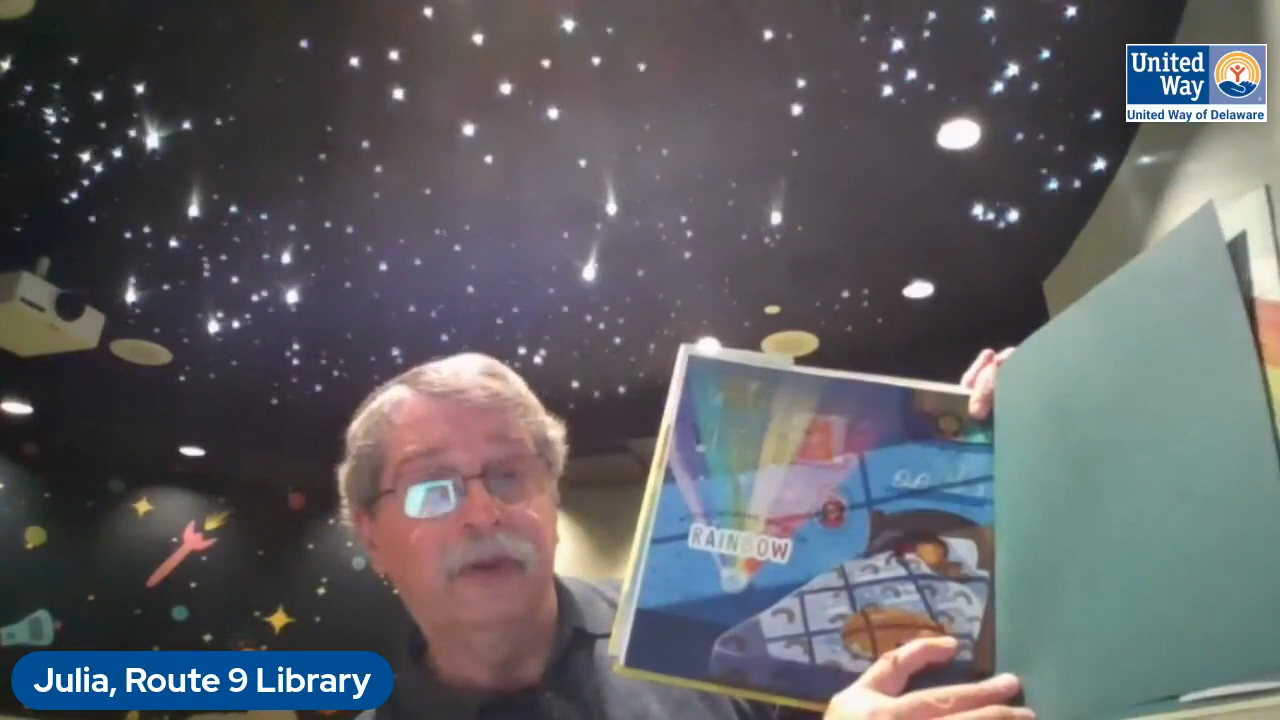 United
Way
United Way of Delaware
RAINBOW
Julia, Route 9 Library